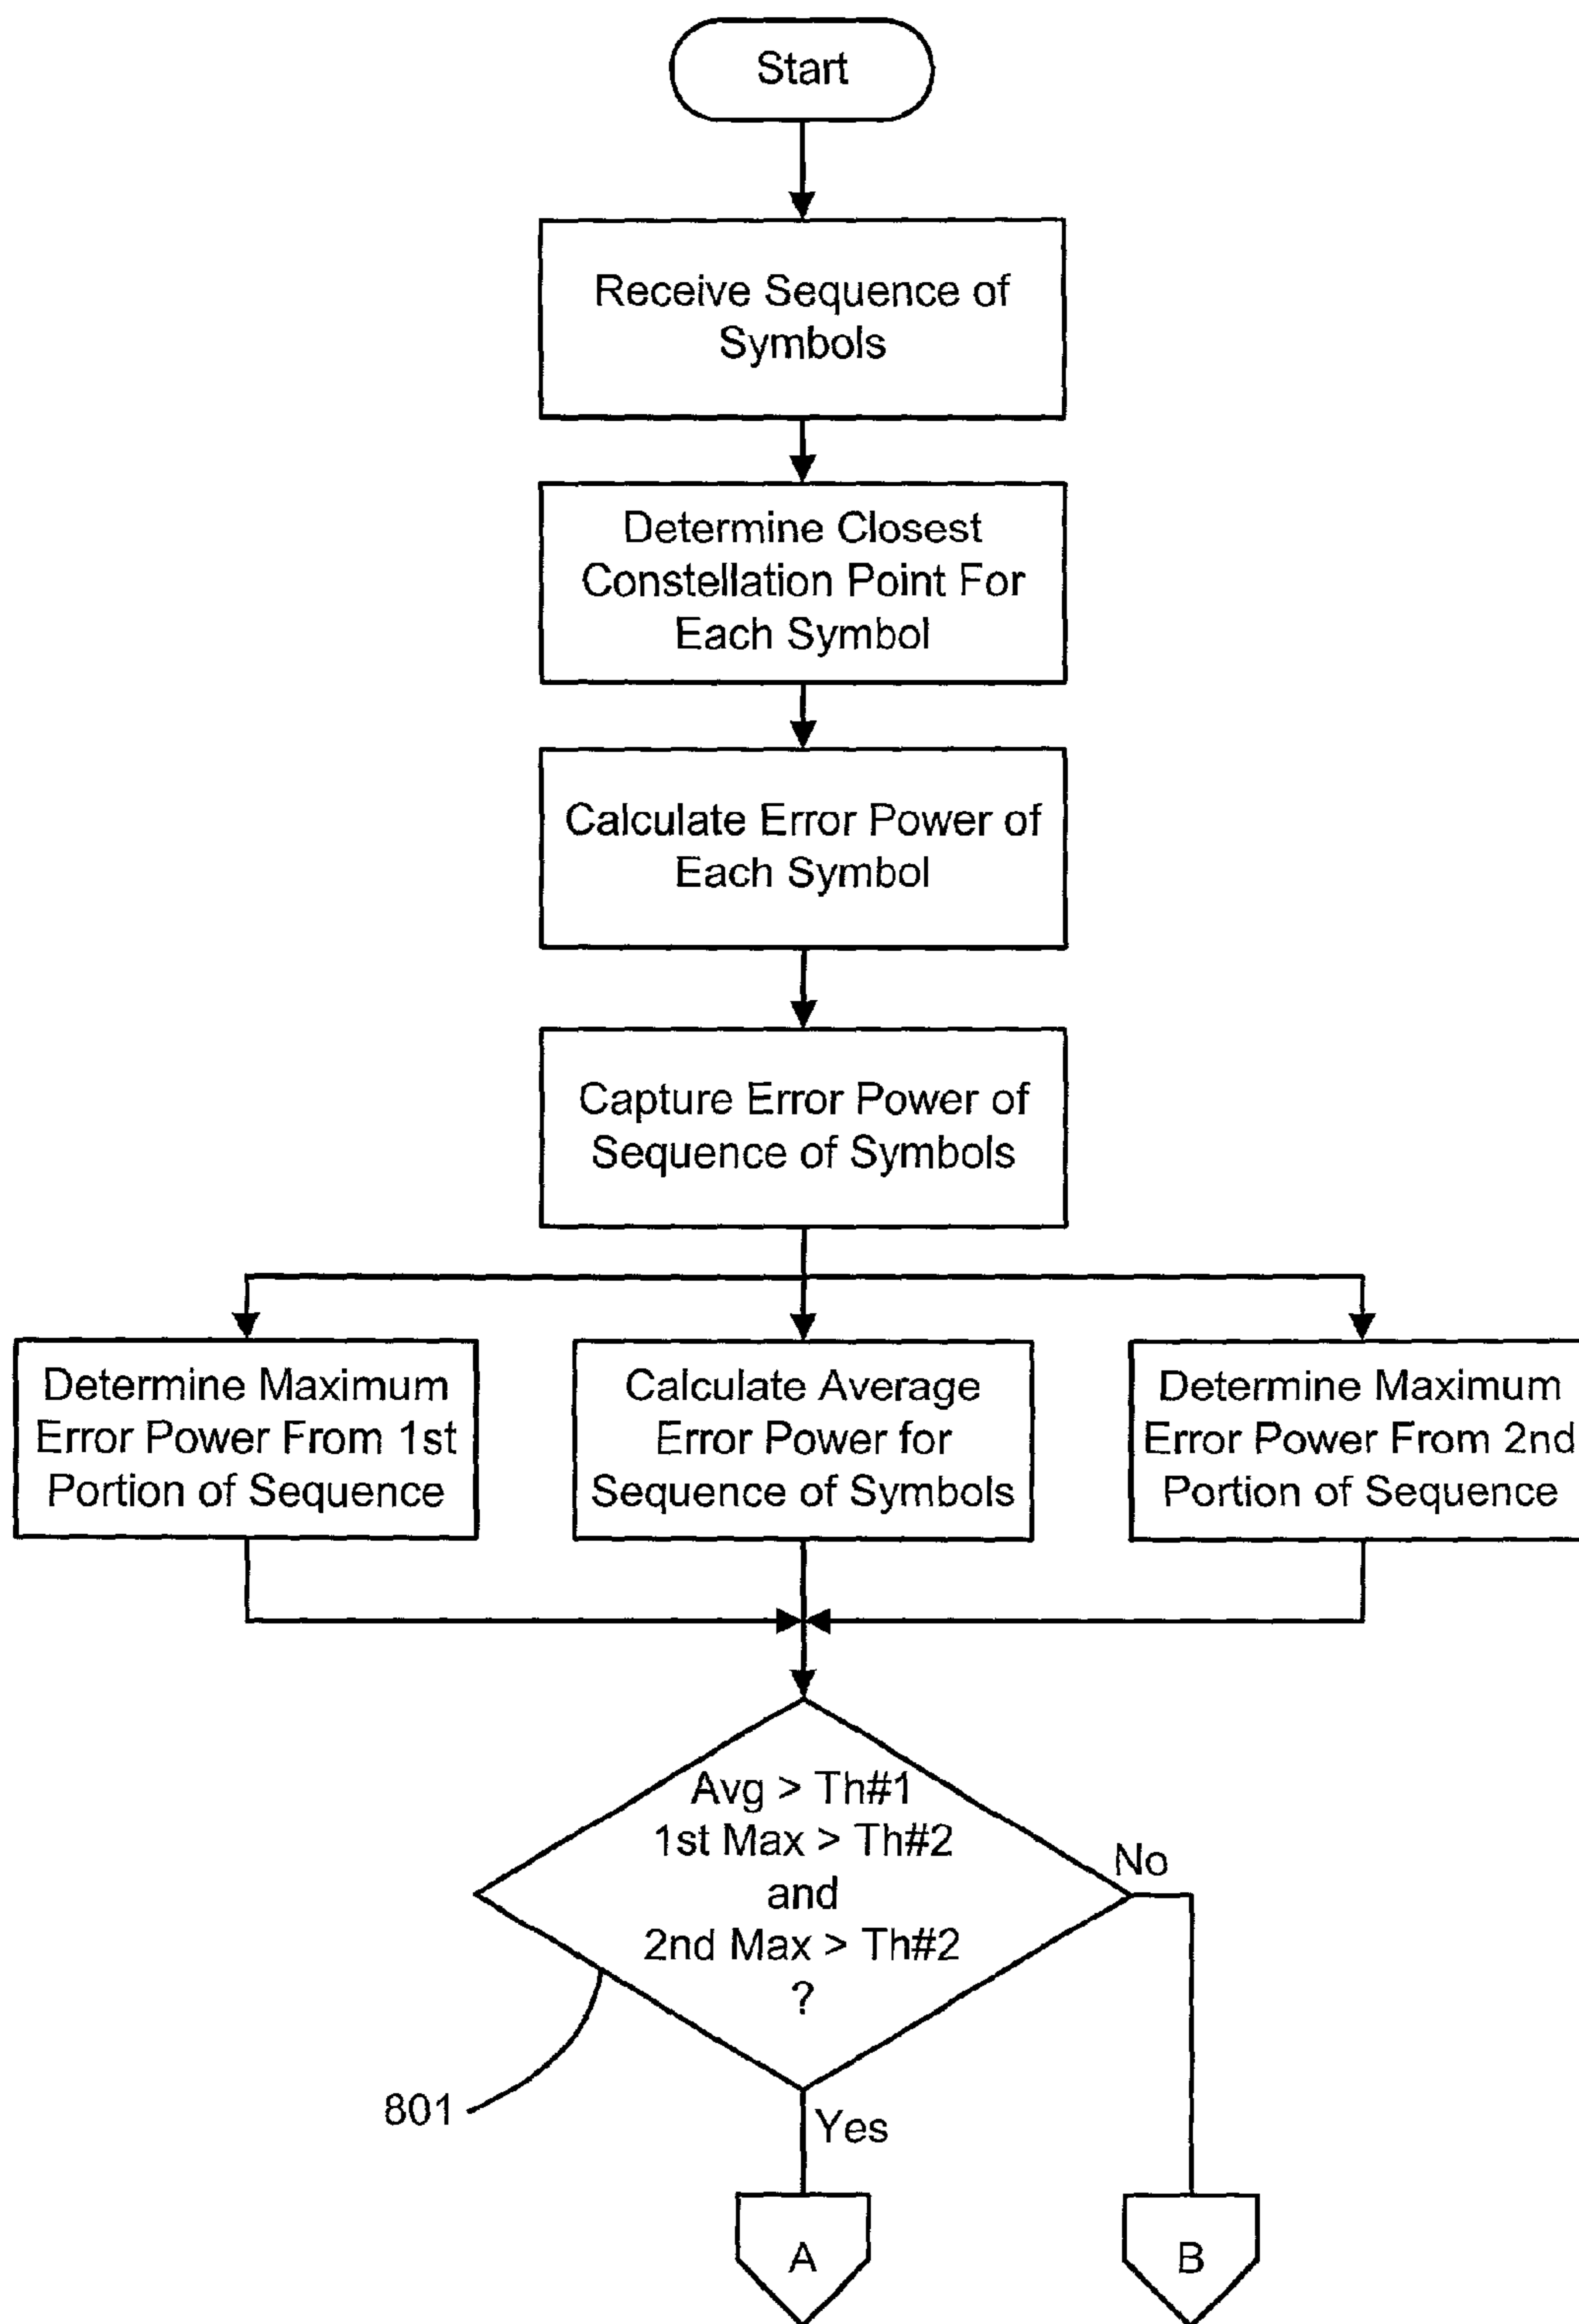 Start
Receive Sequence of
Symbols
Determine Closest
Constellation Point For
Each Symbol
Calculate Error Power of
Each Symbol
Capture Error Power of
Sequence of Symbols
Determine Maximum
Error Power From 1st
Portion of Sequence
Calculate Average
Error Power for
Sequence of Symbols
Determine Maximum
Error Power From 2nd
Portion of Sequence
Avg > Th#1
1st Max > Th#2
and
2nd Max > Th#2
?
No
801
Yes
A
B